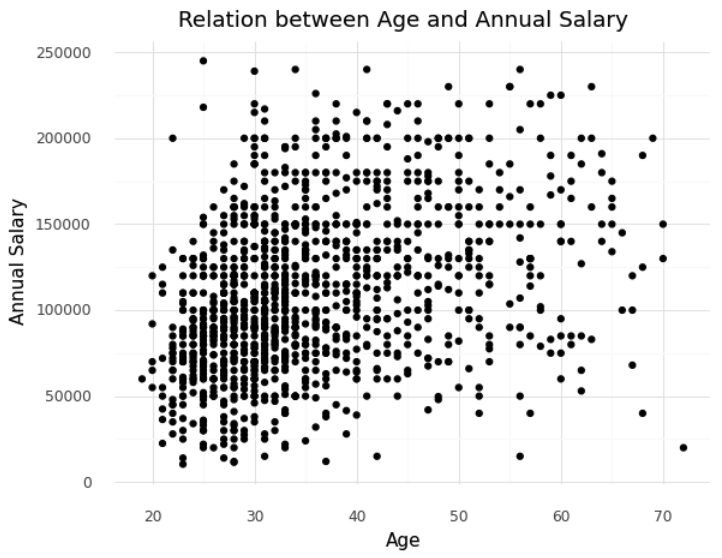 Relation between Age and Annual Salary
250000
200000
150000
100000
50000
0
Annual Salary
20 30 40 50 60 70
Age